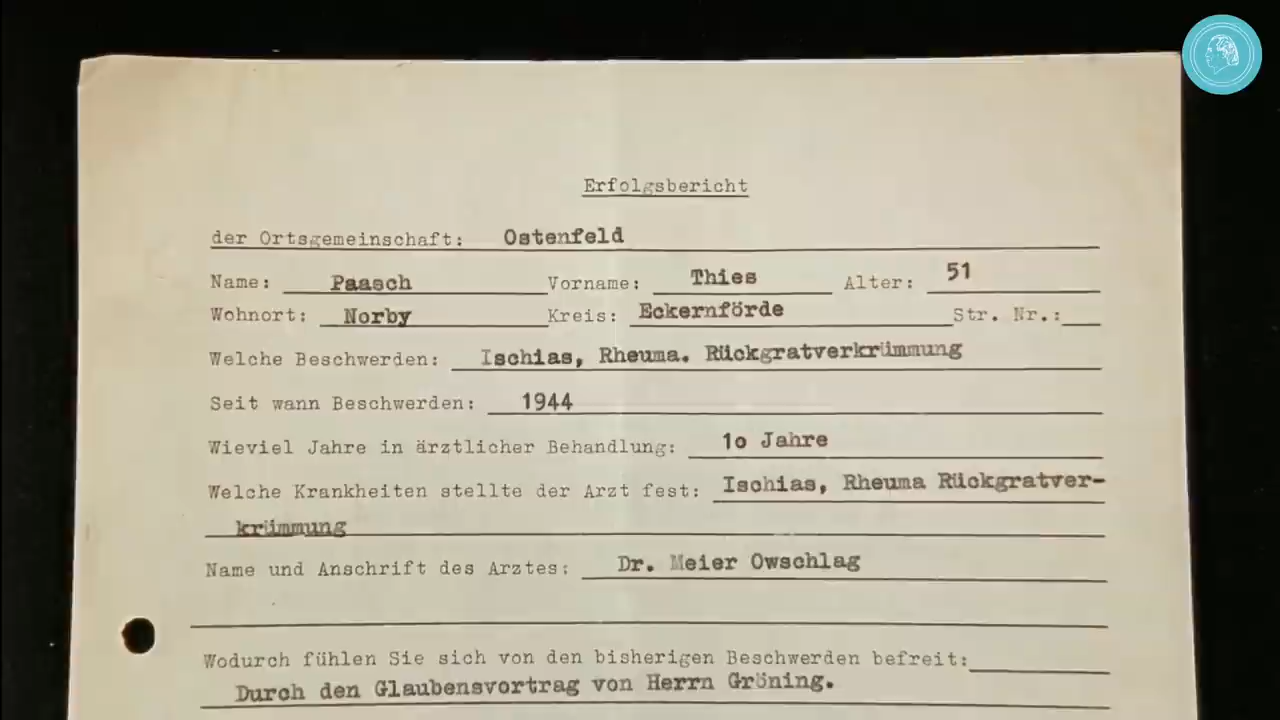 Erfolgsbericht
der Ortsgemeinschaft: Ostenfeld
Name: Paasch Vorname: Thies Alter: 51
Wohnort: Norby Kreis: Eckernförde Str. Nr.:
Welche Beschwerden: Ischias, Rheuma. Rückgratverkrümmung
Seit wann Beschwerden: 1944
Wieviel Jahre in ärztlicher Behandlung: 1o Jahre
Welche Krankheiten stellte der Arzt fest: Ischias, Rheuma Rückgratver-
krümmung
Name und Anschrift des Arztes: Dr. Meier Owschlag
Wodurch fühlen Sie sich von den bisherigen Beschwerden befreit:
Durch den Glaubensvortrag von Herrn Gröning.